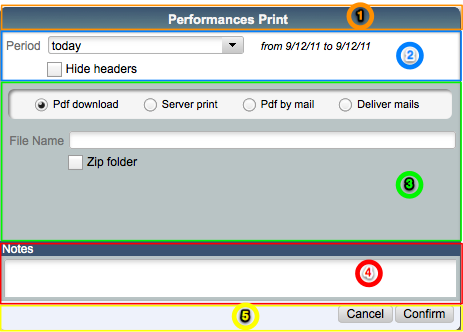 Performances Print 1
Period today from 9/12/11 to 9/12/11 2
Hide headers
Pdf download Server print Pdf by mail Deliver mails
File Name
Zip folder 3
Notes
4
5 Cancel Confirm